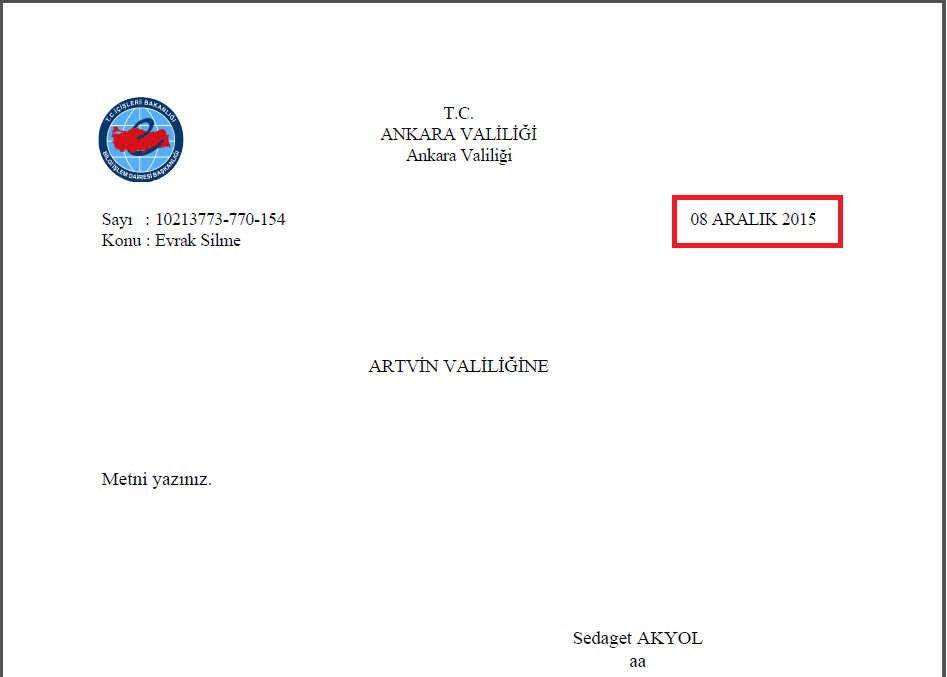 T.C. İÇİŞLERİ BAKANLIĞI
BİLGİ İŞLEM DAİRESİ BAŞKANLIĞI
T.C.
ANKARA VALİLİĞİ
Ankara Valiliği
Sayı : 10213773-770-154
08 ARALIK 2015
Konu : Evrak Silme
ARTVİN VALİLİĞİNE
Metni yazınız.
Sedaget AKYOL
aa